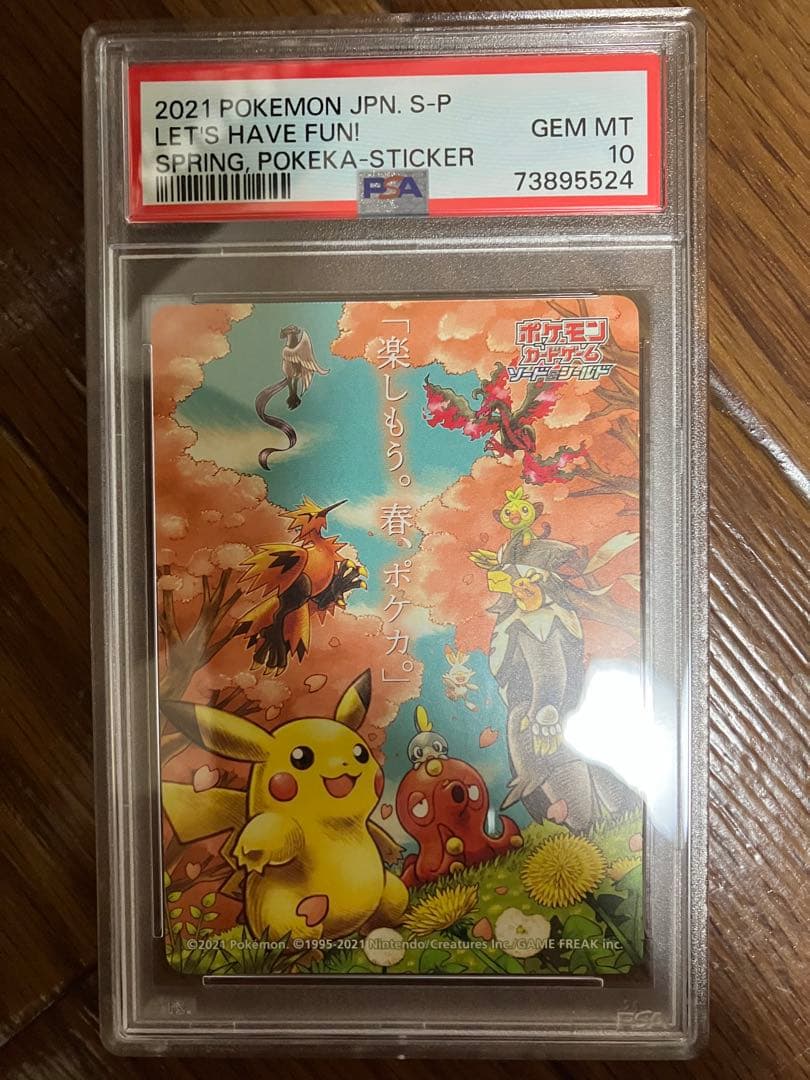 2021 POKEMON JPN. S-P
LET'S HAVE FUN!
SPRING, POKEKA-STICKER
GEM MT
10
73895524
PSA
ポケモン
カードゲーム
ソード&シールド
「楽しもう。春、ポケカ。」
©2021 Pokémon. ©1995-2021 Nintendo/Creatures Inc./GAME FREAK inc.
PSA